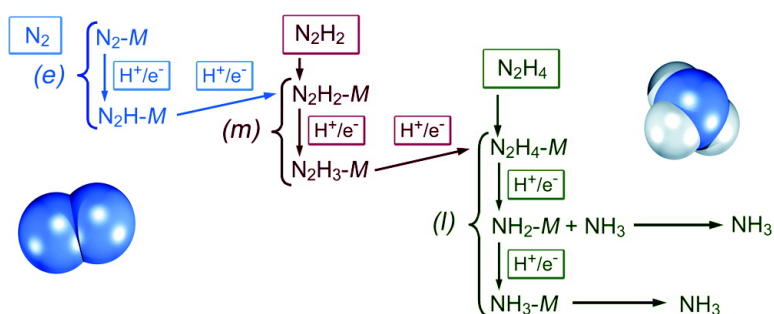 N₂
N₂-M
(e)
H⁺/e⁻
H⁺/e⁻
N₂H-M
N₂H₂
N₂H₂-M
(m)
H⁺/e⁻
H⁺/e⁻
N₂H₃-M
N₂H₄
N₂H₄-M
H⁺/e⁻
(l)
NH₂-M + NH₃
NH₃
H⁺/e⁻
NH₃-M
NH₃